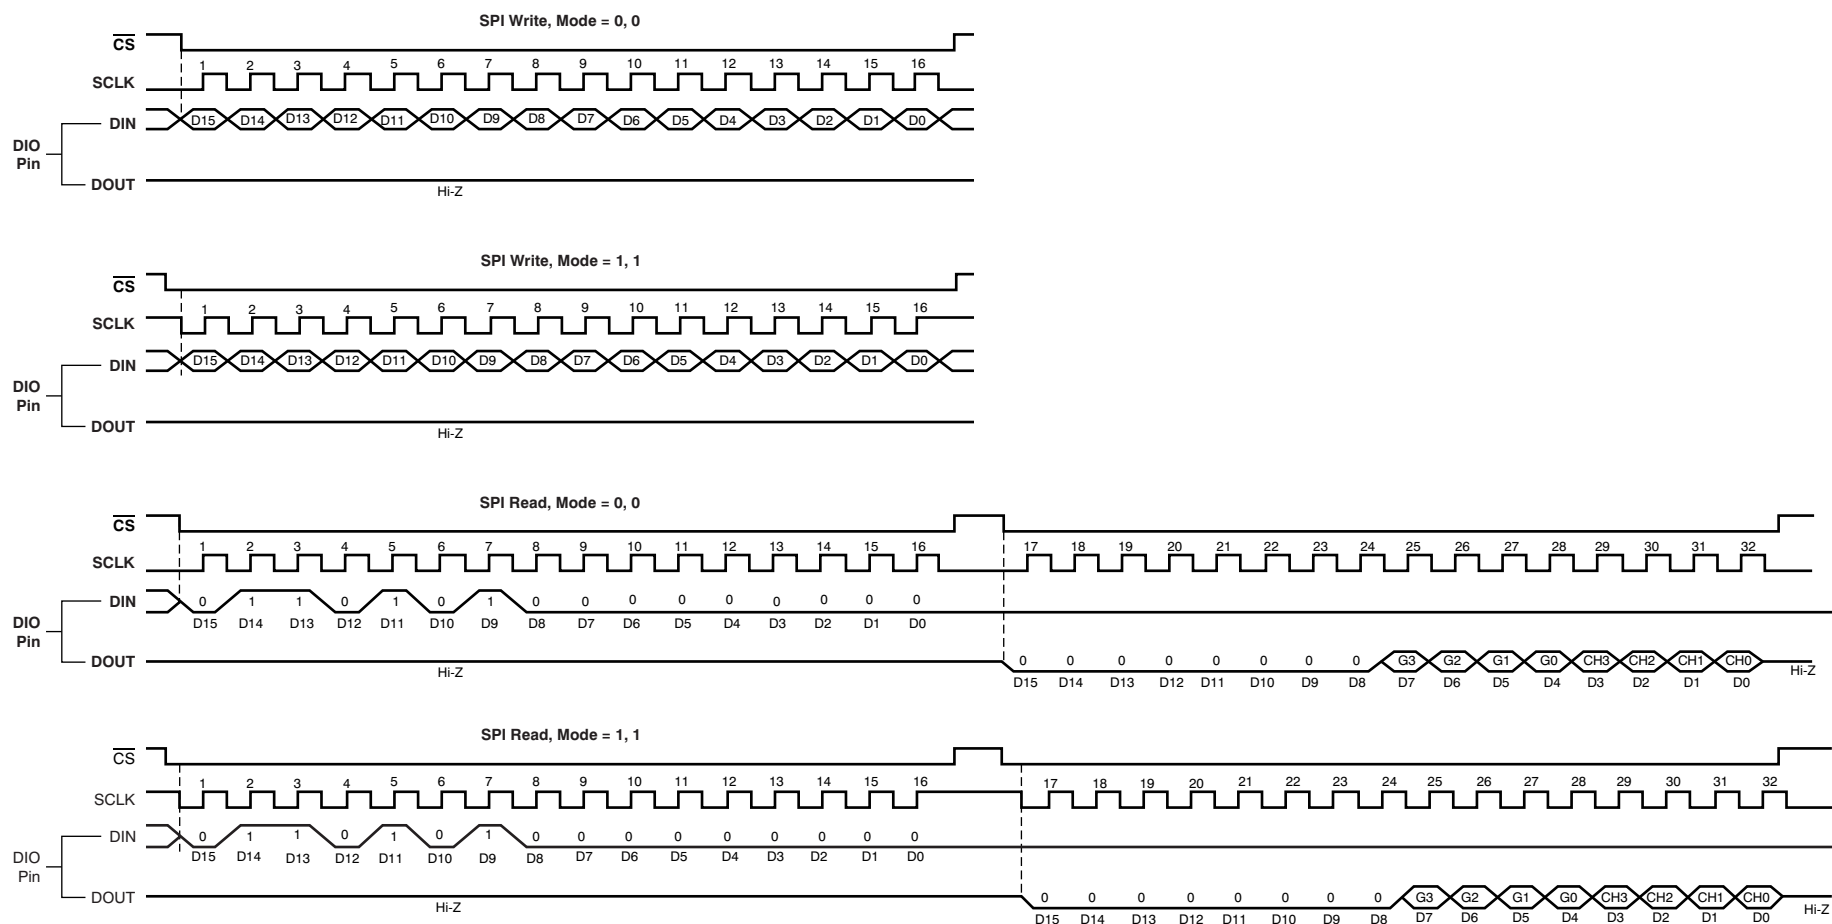 SPI Write, Mode = 0, 0
CS
1 2 3 4 5 6 7 8 9 10 11 12 13 14 15 16
SCLK
DIN
D15 D14 D13 D12 D11 D10 D9 D8 D7 D6 D5 D4 D3 D2 D1 D0
DIO
Pin
DOUT
Hi-Z
SPI Write, Mode = 1, 1
CS
1 2 3 4 5 6 7 8 9 10 11 12 13 14 15 16
SCLK
DIN
D15 D14 D13 D12 D11 D10 D9 D8 D7 D6 D5 D4 D3 D2 D1 D0
DIO
Pin
DOUT
Hi-Z
SPI Read, Mode = 0, 0
CS
1 2 3 4 5 6 7 8 9 10 11 12 13 14 15 16 17 18 19 20 21 22 23 24 25 26 27 28 29 30 31 32
SCLK
DIN
0 1 1 0 1 0 1 0 0 0 0 0 0 0 0 0
D15 D14 D13 D12 D11 D10 D9 D8 D7 D6 D5 D4 D3 D2 D1 D0
DIO
Pin
DOUT
Hi-Z
0 0 0 0 0 0 0 0 G3 G2 G1 G0 CH3 CH2 CH1 CH0
Hi-Z
D15 D14 D13 D12 D11 D10 D9 D8 D7 D6 D5 D4 D3 D2 D1 D0
SPI Read, Mode = 1, 1
CS
1 2 3 4 5 6 7 8 9 10 11 12 13 14 15 16 17 18 19 20 21 22 23 24 25 26 27 28 29 30 31 32
SCLK
DIN
0 1 1 0 1 0 1 0 0 0 0 0 0 0 0 0
D15 D14 D13 D12 D11 D10 D9 D8 D7 D6 D5 D4 D3 D2 D1 D0
DIO
Pin
DOUT
Hi-Z
0 0 0 0 0 0 0 0 G3 G2 G1 G0 CH3 CH2 CH1 CH0
Hi-Z
D15 D14 D13 D12 D11 D10 D9 D8 D7 D6 D5 D4 D3 D2 D1 D0